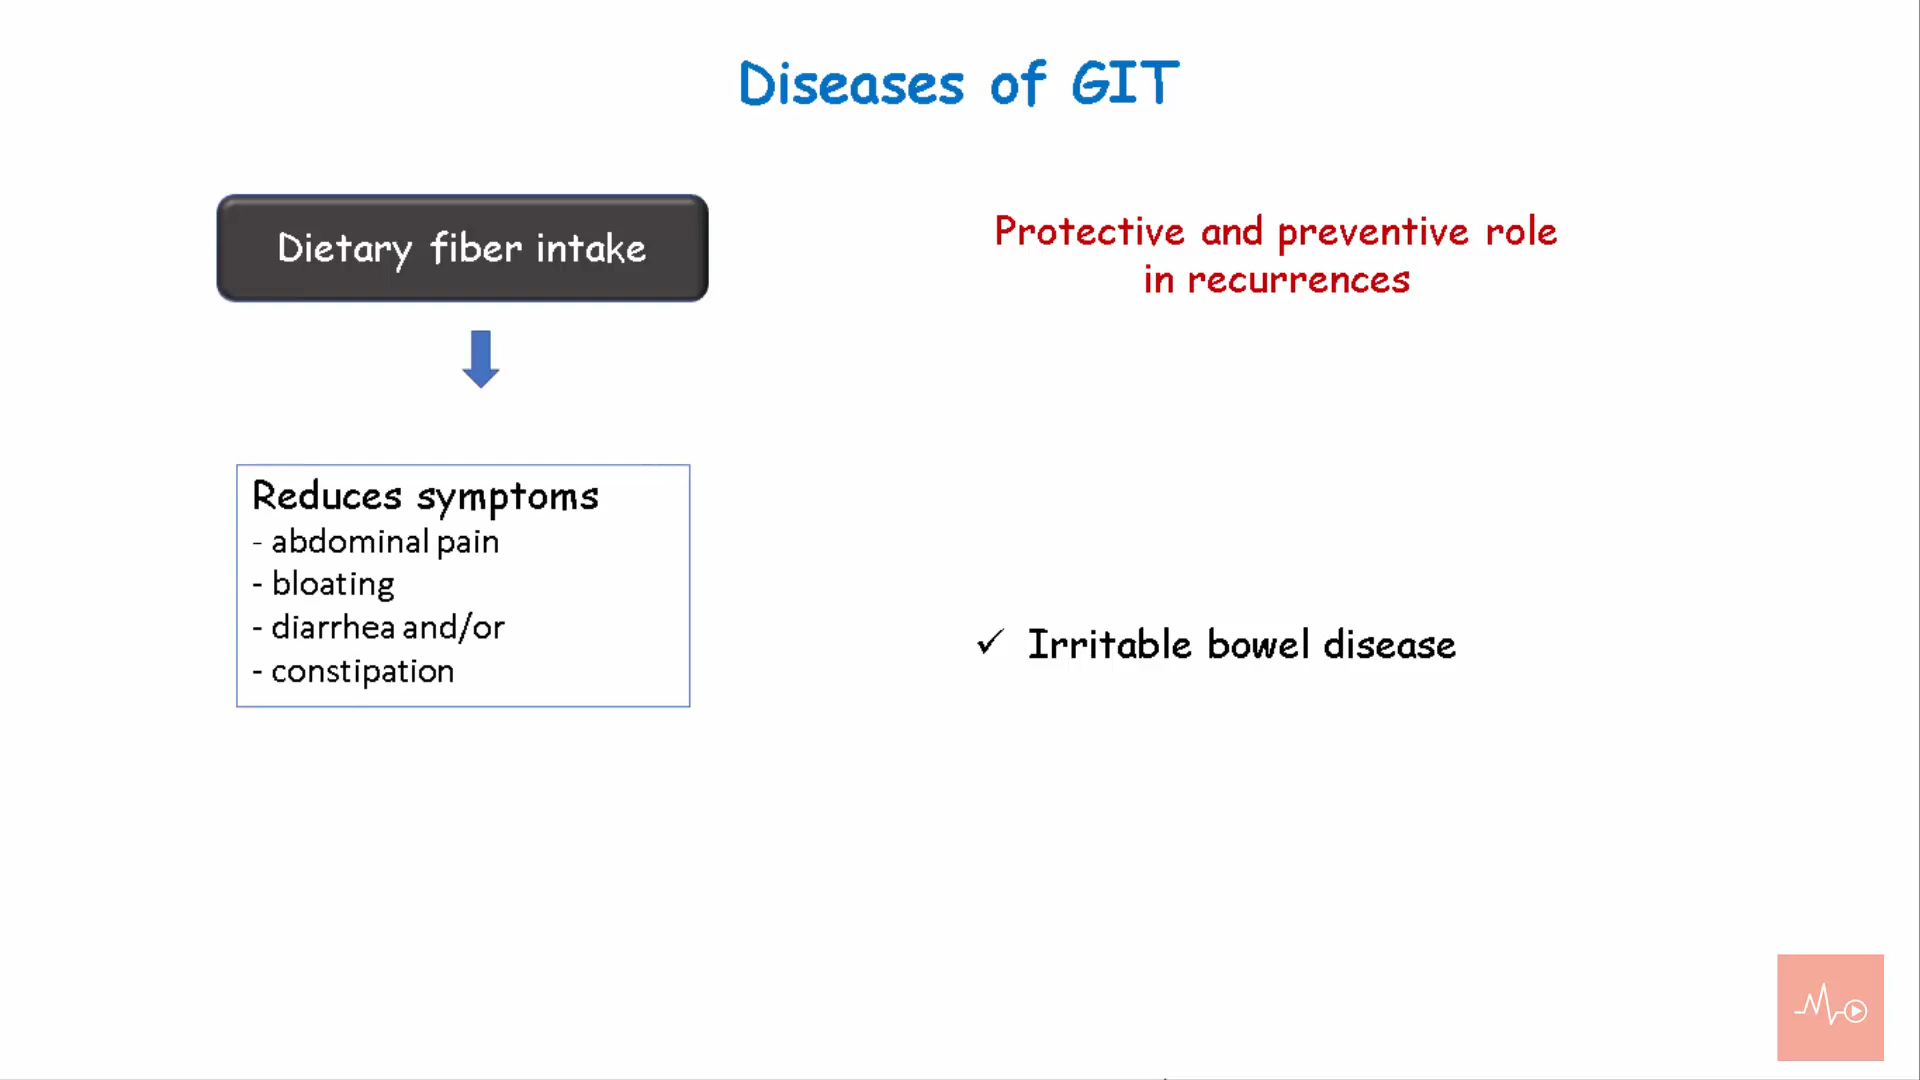 Diseases of GIT
Dietary fiber intake
Protective and preventive role
in recurrences
Reduces symptoms
- abdominal pain
- bloating
- diarrhea and/or
- constipation
✓ Irritable bowel disease